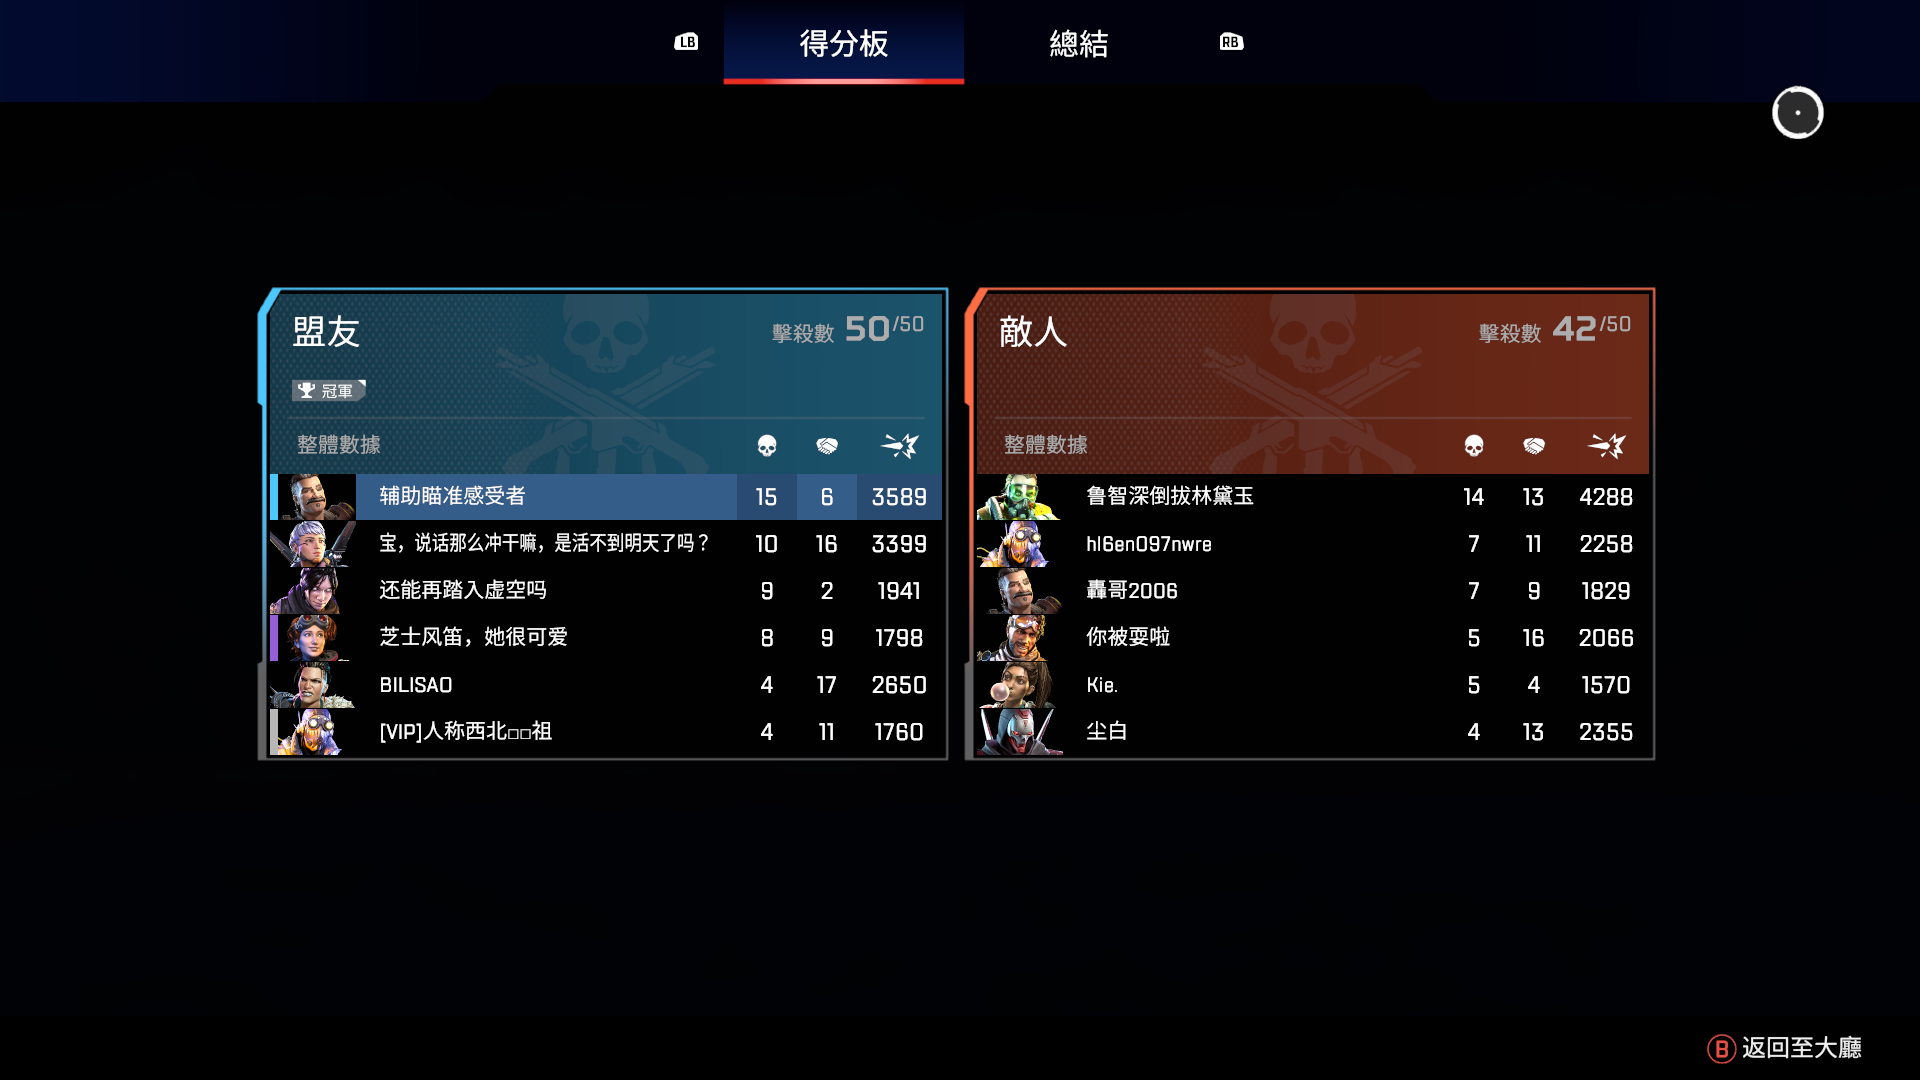 LB 得分板 總結 RB
盟友 擊殺數 50/50
冠軍
整體數據
辅助瞄准感受者 15 6 3589
宝，说话那么冲干嘛，是活不到明天了吗？ 10 16 3399
还能再踏入虚空吗 9 2 1941
芝士风笛，她很可爱 8 9 1798
BILISAO 4 17 2650
[VIP]人称西北□□祖 4 11 1760
敵人 擊殺數 42/50
整體數據
鲁智深倒拔林黛玉 14 13 4288
hl6en097nwre 7 11 2258
轟哥2006 7 9 1829
你被耍啦 5 16 2066
Kie. 5 4 1570
尘白 4 13 2355
B 返回至大廳